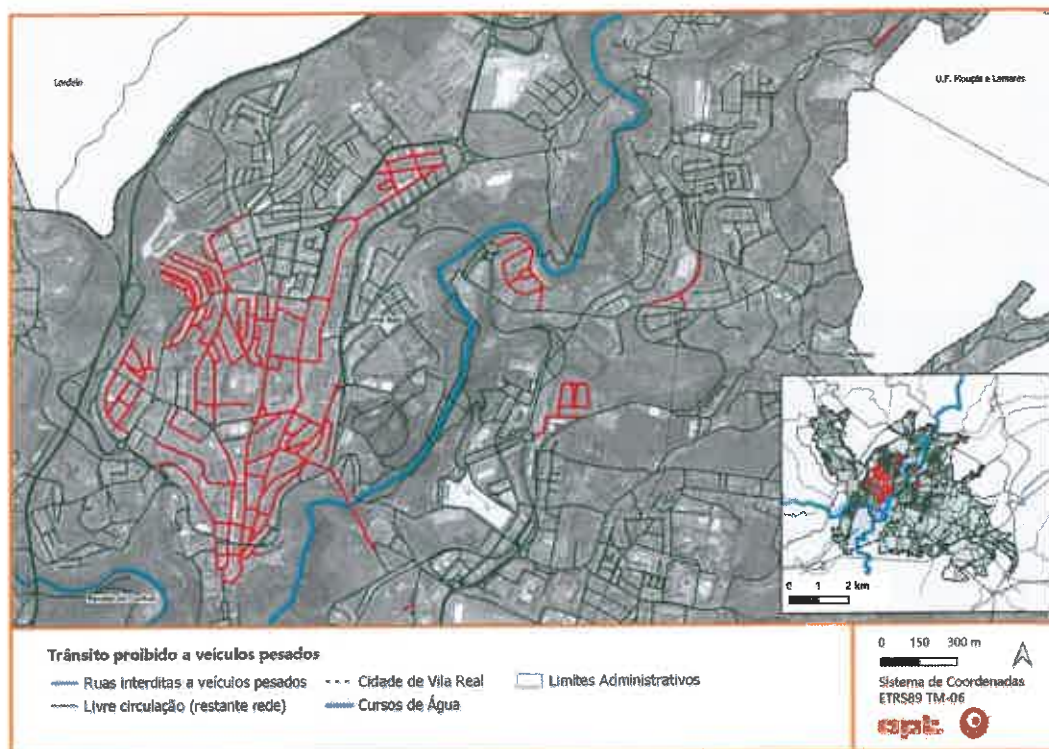 Lordelo
U.F. Mouçós e Lamares
0 1 2 km
Trânsito proibido a veículos pesados
Ruas interditas a veículos pesados
Cidade de Vila Real
Limites Administrativos
Livre circulação (restante rede)
Cursos de Água
0 150 300 m
Sistema de Coordenadas
ETRS89 TM-06